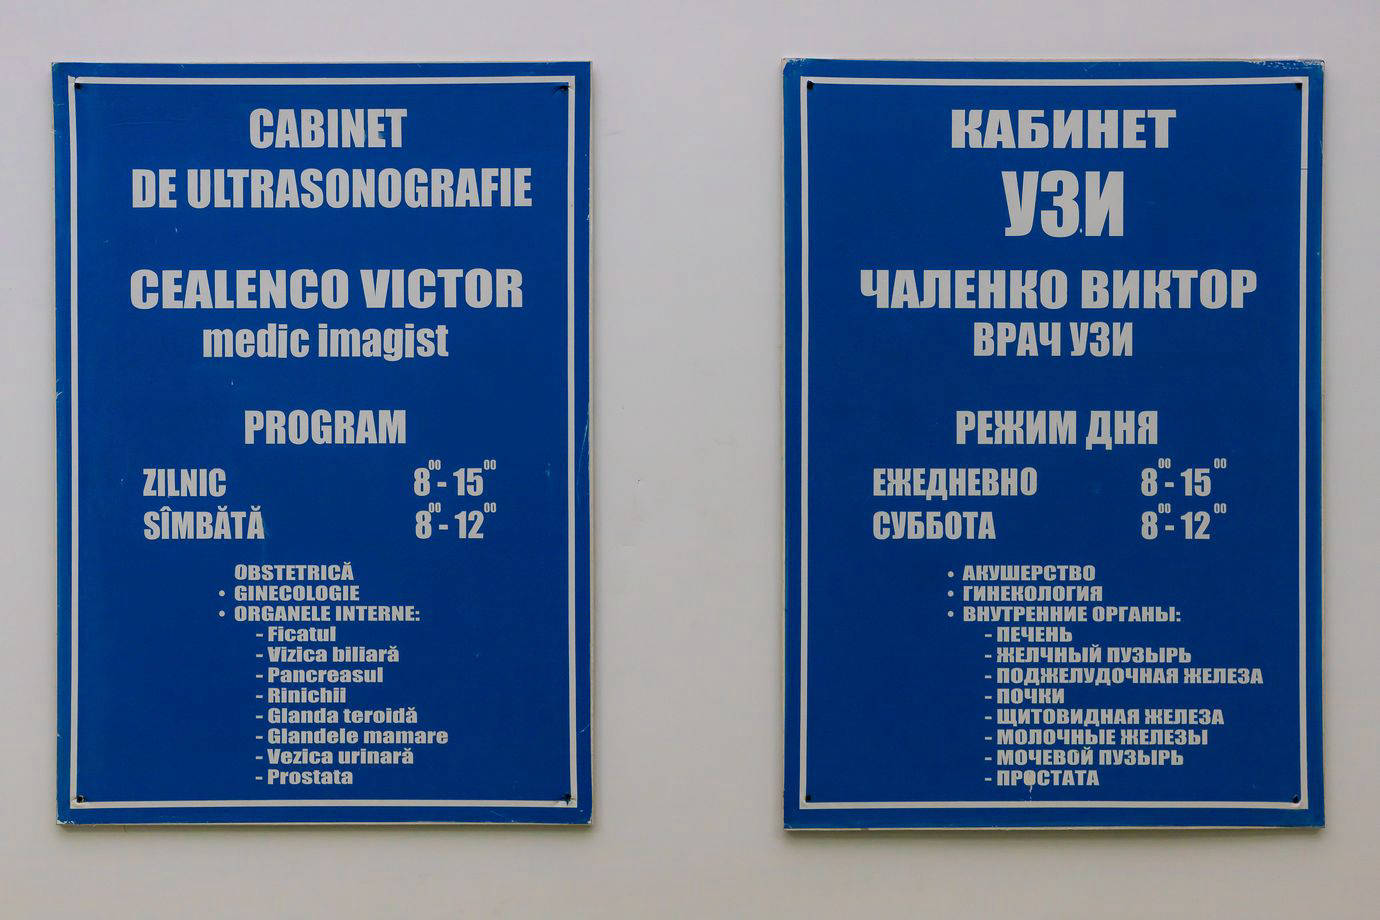 CABINET
DE ULTRASONOGRAFIE
CEALENCO VICTOR
medic imagist
PROGRAM
ZILNIC 8⁰⁰ - 15⁰⁰
SÎMBĂTĂ 8⁰⁰ - 12⁰⁰
OBSTETRICĂ
• GINECOLOGIE
• ORGANELE INTERNE:
- Ficatul
- Vizica biliară
- Pancreasul
- Rinichii
- Glanda teroidă
- Glandele mamare
- Vezica urinară
- Prostata
КАБИНЕТ
УЗИ
ЧАЛЕНКО ВИКТОР
ВРАЧ УЗИ
РЕЖИМ ДНЯ
ЕЖЕДНЕВНО 8⁰⁰ - 15⁰⁰
СУББОТА 8⁰⁰ - 12⁰⁰
• АКУШЕРСТВО
• ГИНЕКОЛОГИЯ
• ВНУТРЕННИЕ ОРГАНЫ:
- ПЕЧЕНЬ
- ЖЕЛЧНЫЙ ПУЗЫРЬ
- ПОДЖЕЛУДОЧНАЯ ЖЕЛЕЗА
- ПОЧКИ
- ЩИТОВИДНАЯ ЖЕЛЕЗА
- МОЛОЧНЫЕ ЖЕЛЕЗЫ
- МОЧЕВОЙ ПУЗЫРЬ
- ПРОСТАТА